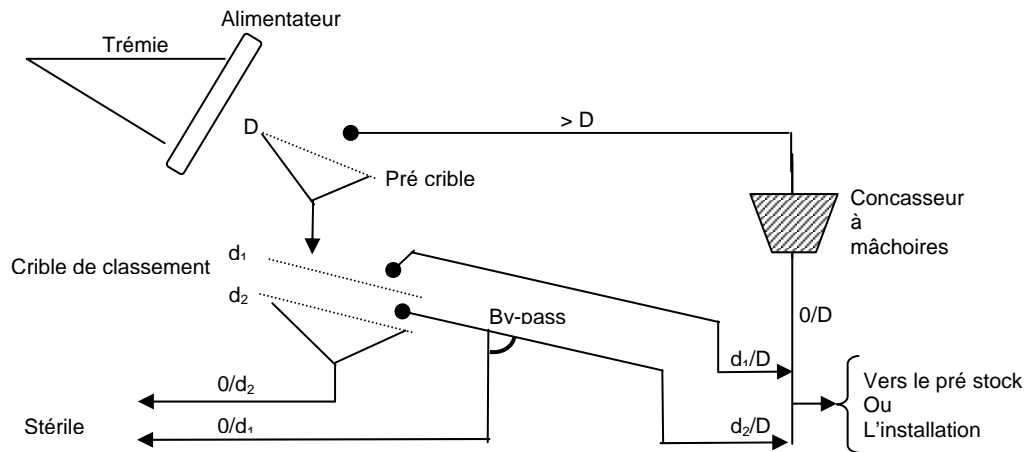 Alimentateur
Trémie
D
> D
Pré crible
Concasseur
à
mâchoires
Crible de classement
d₁
d₂
0/D
By-pass
d₁/D
0/d₂
Vers le pré stock
Ou
L'installation
Stérile
0/d₁
d₂/D